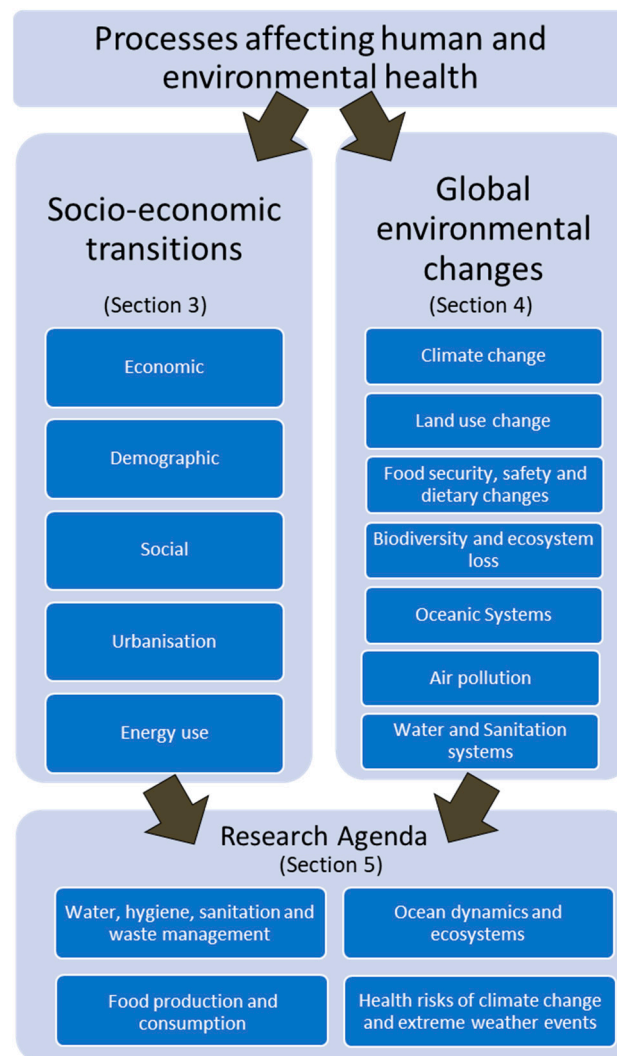 Processes affecting human and
environmental health
Socio-economic
transitions
(Section 3)
Economic
Demographic
Social
Urbanisation
Energy use
Global
environmental
changes
(Section 4)
Climate change
Land use change
Food security, safety and
dietary changes
Biodiversity and ecosystem
loss
Oceanic Systems
Air pollution
Water and Sanitation
systems
Research Agenda
(Section 5)
Water, hygiene, sanitation and
waste management
Ocean dynamics and
ecosystems
Food production and
consumption
Health risks of climate change
and extreme weather events